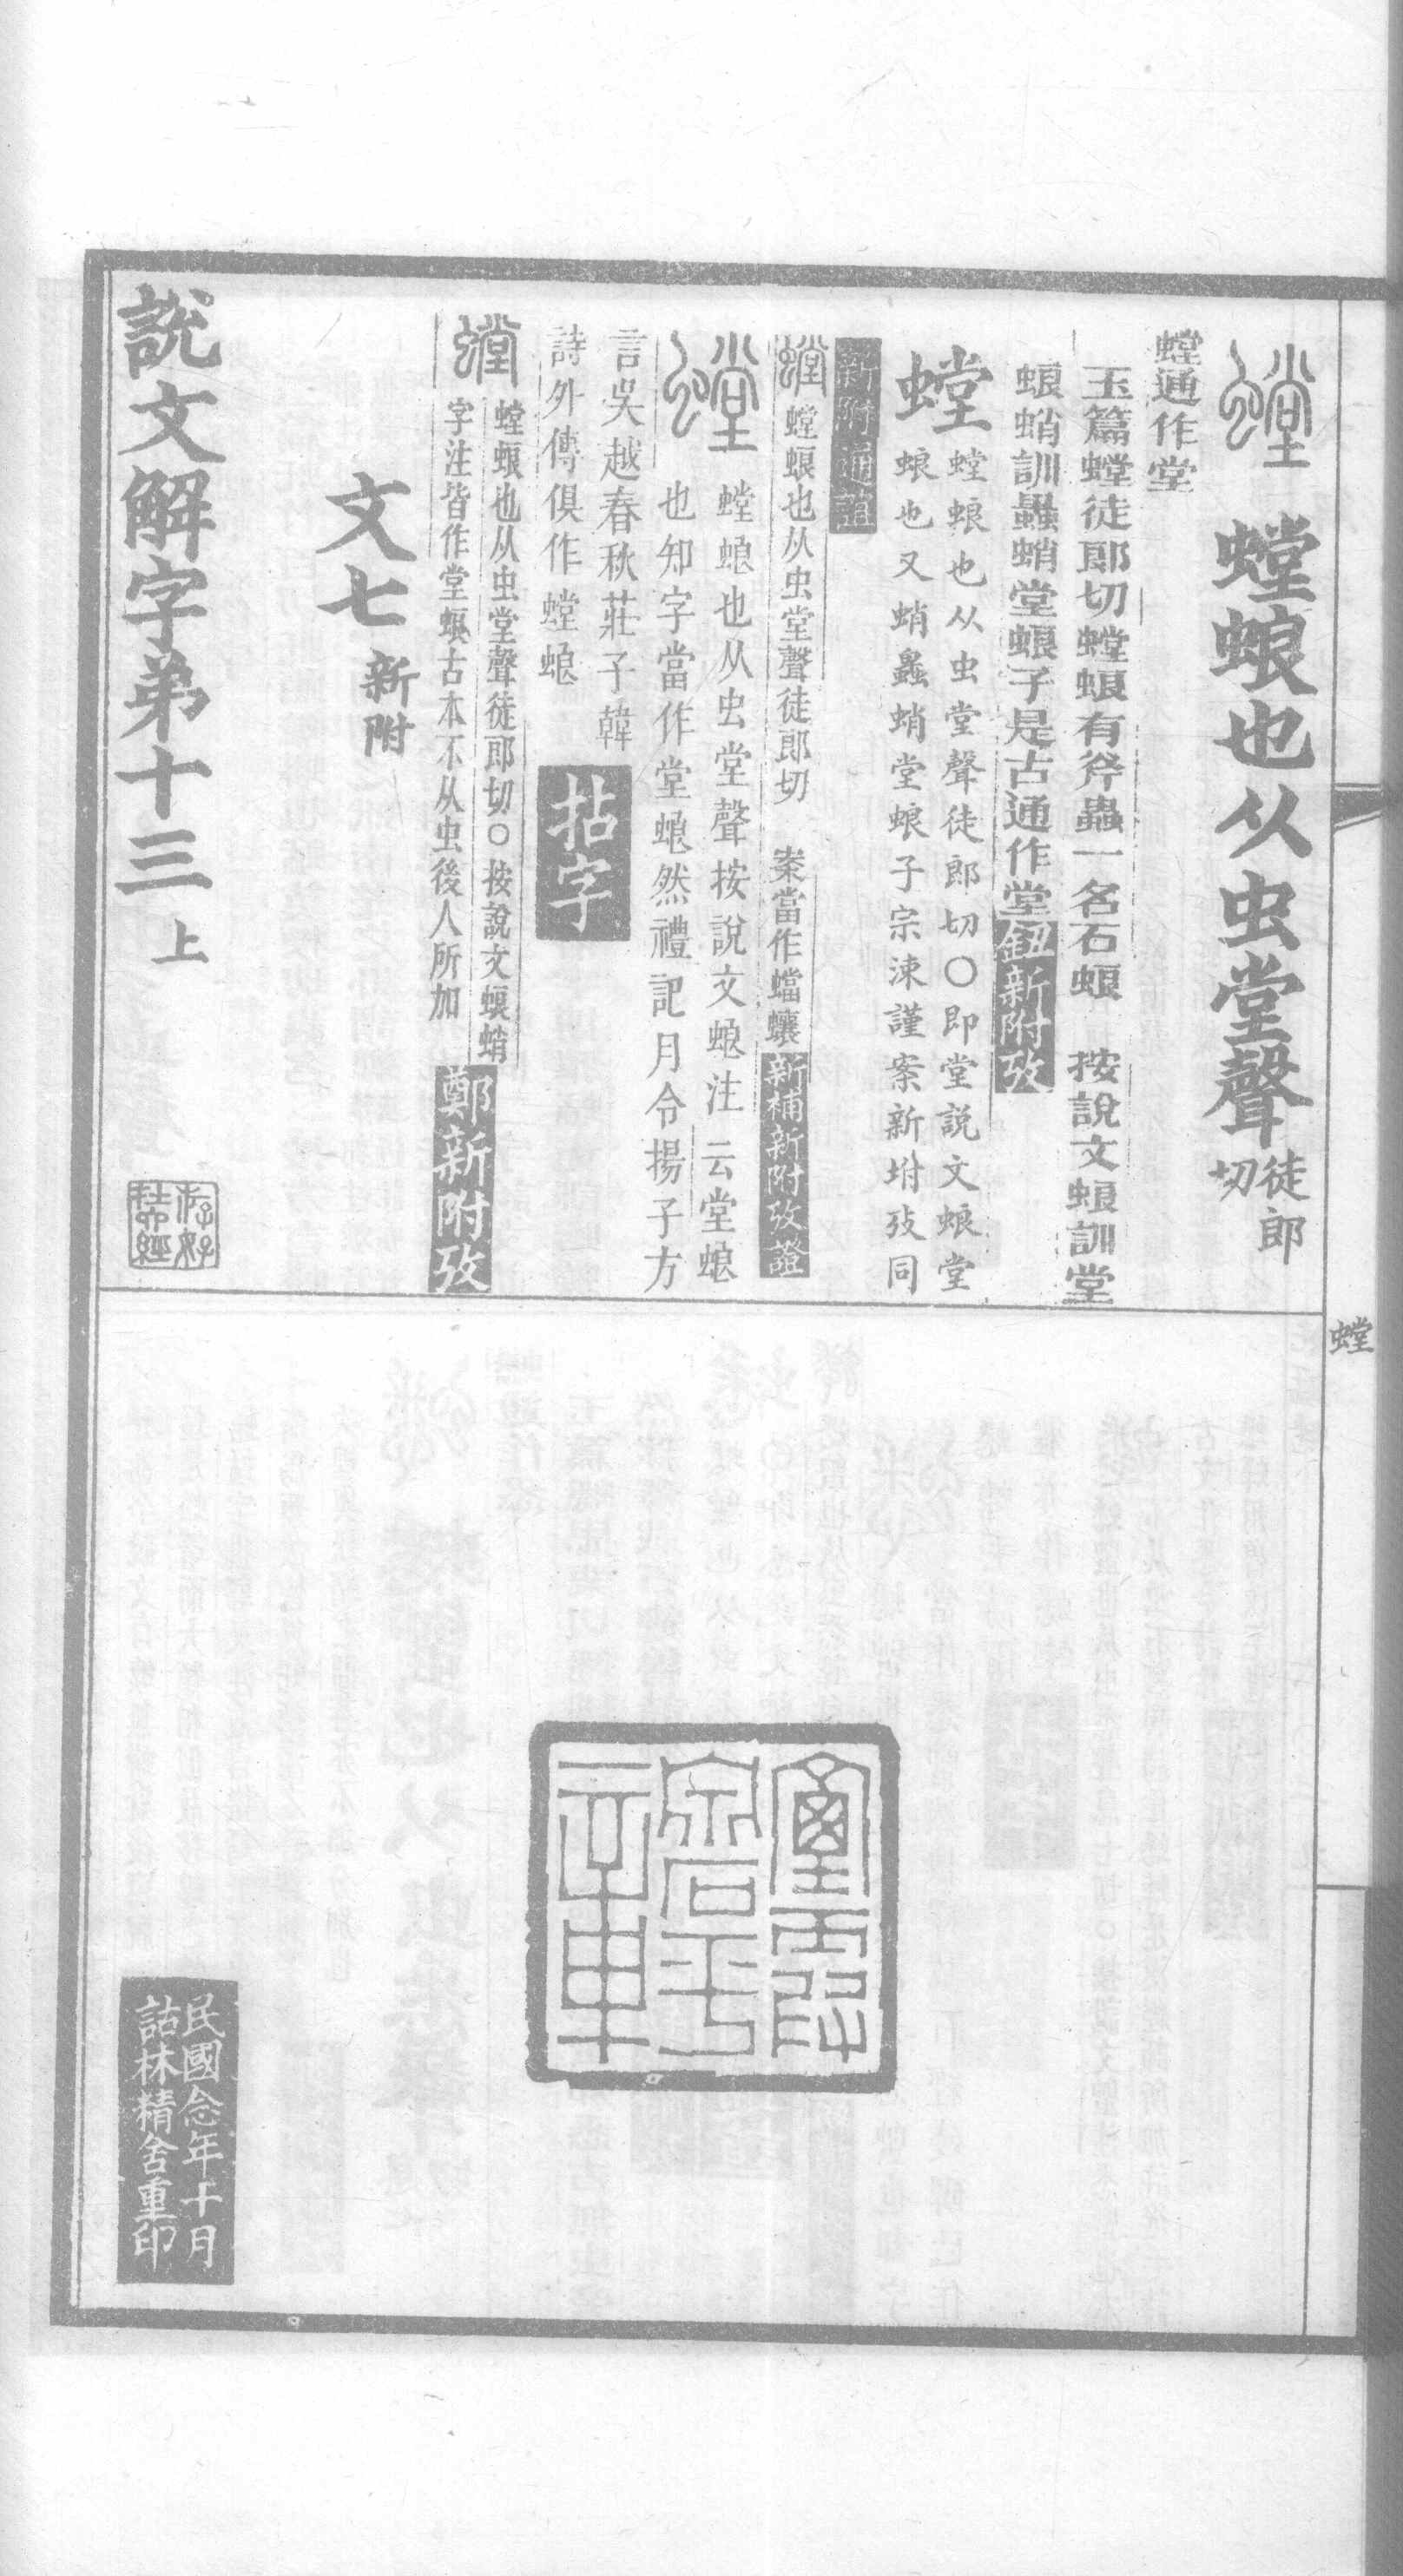 螳 螳蜋也从虫堂聲徒郎切
螳通作堂
玉篇螳徒郎切螳蜋有斧蟲一名石蜋 按說文蜋訓堂
蜋蛸訓蟲蛸堂蜋子是古通作堂鈕新附攷
螳 螳蜋也从虫堂聲徒郎切〇即堂說文蜋堂
蜋也又蛸蟲蛸堂蜋子宗涑謹案新坿攷同
新附通誼
螳 螳蜋也从虫堂聲徒郎切 案當作蟷蠰新補新附攷證
螳 螳蜋也从虫堂聲按說文蜋注云堂蜋
也知字當作堂蜋然禮記月令揚子方
言吳越春秋莊子韓
詩外傳俱作螳蜋
拈字
螳 螳蜋也从虫堂聲徒郎切〇按說文蜋蛸
字注皆作堂蜋古本不从虫後人所加
鄭新附攷
文七 新附
說文解字弟十三 上
螳
民國念年十月
詁林精舍重印